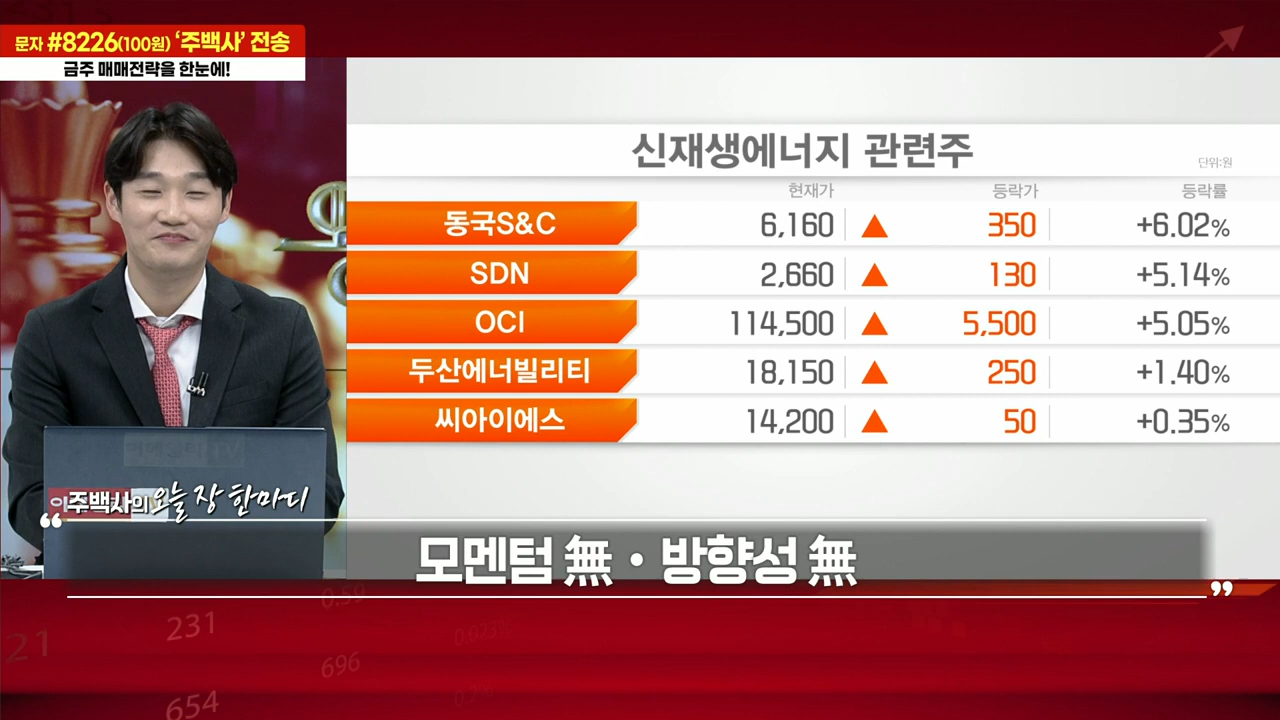 문자 #8226(100원) ‘주백사’ 전송
금주 매매전략을 한눈에!
신재생에너지 관련주
단위:원
현재가 등락가 등락률
동국S&C 6,160 ▲ 350 +6.02%
SDN 2,660 ▲ 130 +5.14%
OCI 114,500 ▲ 5,500 +5.05%
두산에너빌리티 18,150 ▲ 250 +1.40%
씨아이에스 14,200 ▲ 50 +0.35%
주백사의 오늘 장 한마디
“모멘텀 無·방향성 無”
21 231 0.59 0.023
696
654